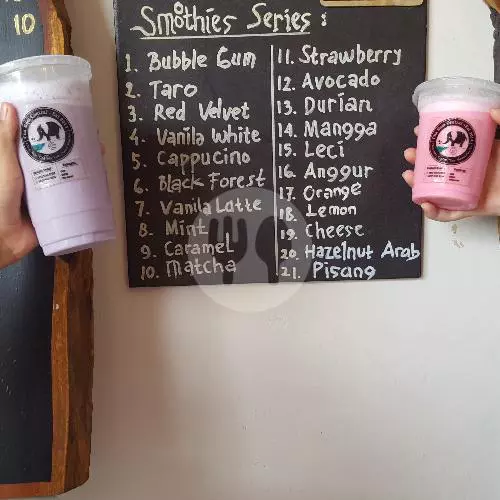 10
Smothies Series :
1. Bubble Gum
2. Taro
3. Red Velvet
4. Vanila White
5. Cappucino
6. Black Forest
7. Vanila Latte
8. Mint
9. Caramel
10. Matcha
11. Strawberry
12. Avocado
13. Durian
14. Mangga
15. Leci
16. Anggur
17. Orange
18. Lemon
19. Cheese
20. Hazelnut Arab
21. Pisang